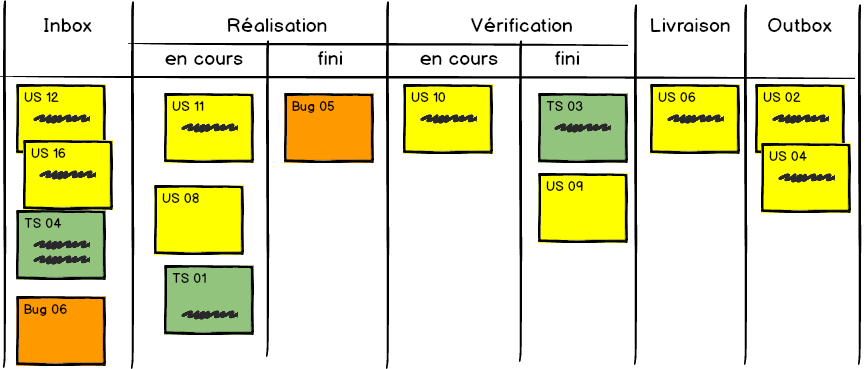 Inbox
Réalisation
Vérification
Livraison
Outbox
en cours
fini
en cours
fini
US 12
US 16
TS 04
Bug 06
US 11
US 08
TS 01
Bug 05
US 10
TS 03
US 09
US 06
US 02
US 04